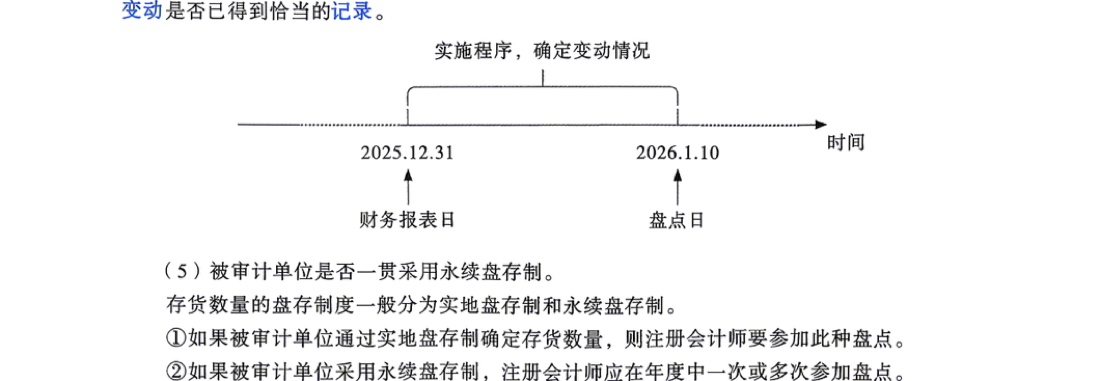 变动是否已得到恰当的记录。
实施程序，确定变动情况
时间
2025.12.31 2026.1.10
财务报表日 盘点日
（5）被审计单位是否一贯采用永续盘存制。
存货数量的盘存制度一般分为实地盘存制和永续盘存制。
①如果被审计单位通过实地盘存制确定存货数量，则注册会计师要参加此种盘点。
②如果被审计单位采用永续盘存制，注册会计师应在年度中一次或多次参加盘点。